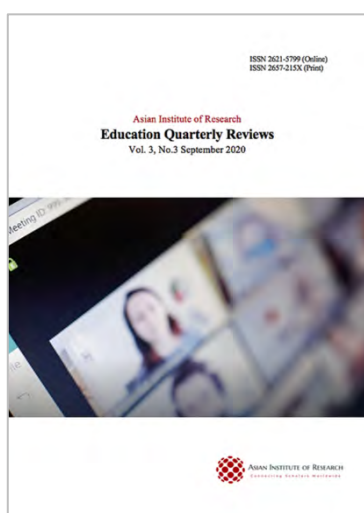 ISSN 2621-5799 (Online)
ISSN 2657-215X (Print)
Asian Institute of Research
Education Quarterly Reviews
Vol. 3, No.3 September 2020
Meeting ID
ASIAN INSTITUTE OF RESEARCH
Connecting Scholars Worldwide